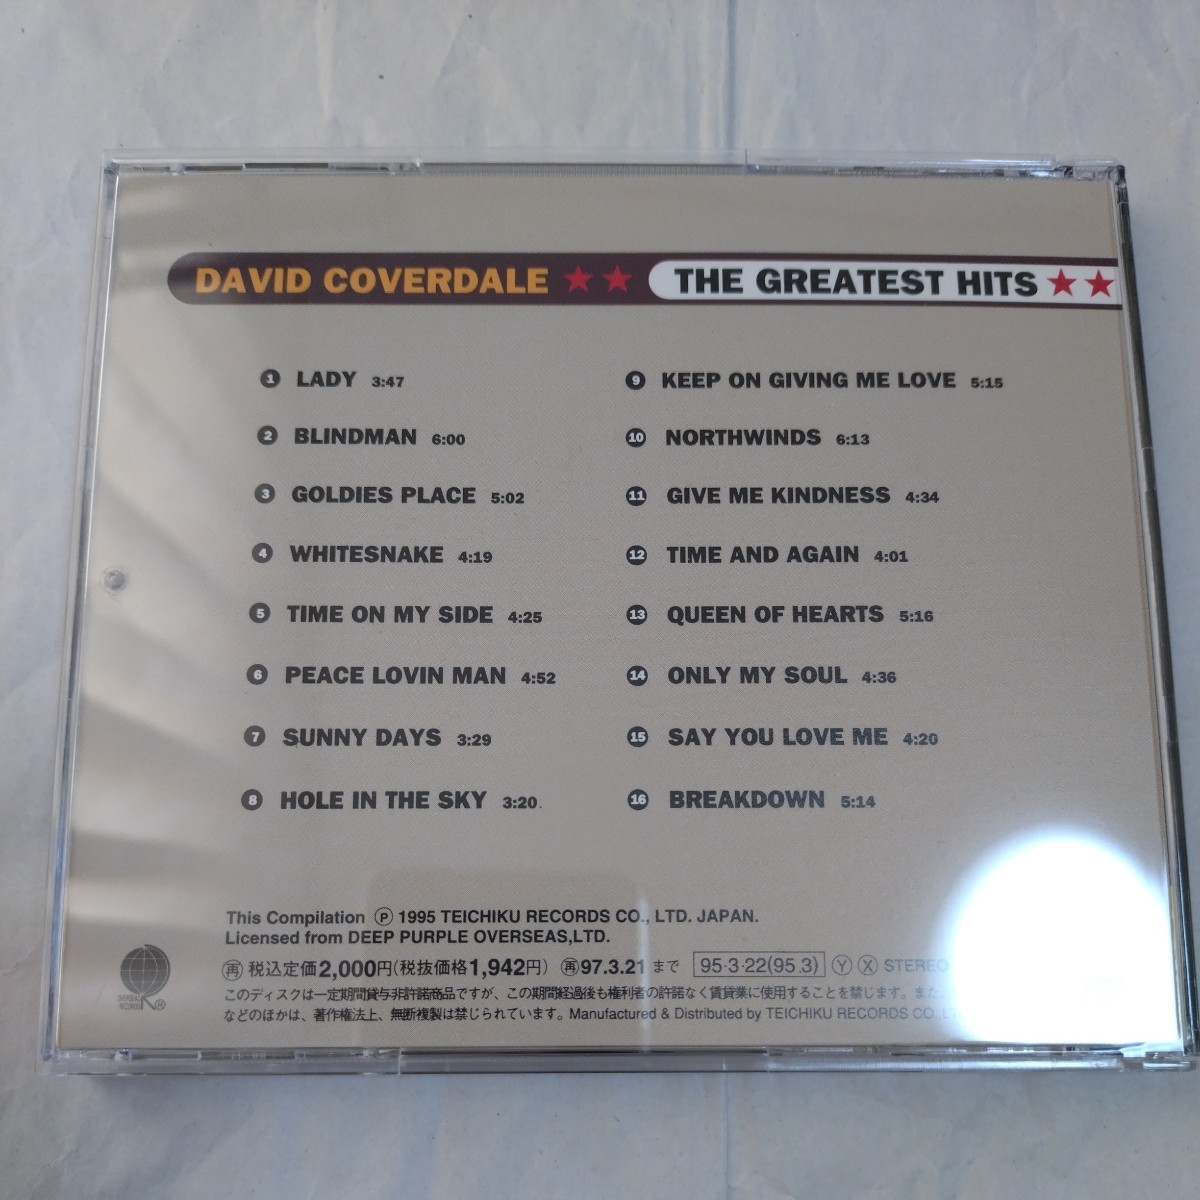 DAVID COVERDALE ★★ THE GREATEST HITS ★★
1 LADY 3:47
2 BLINDMAN 6:00
3 GOLDIES PLACE 5:02
4 WHITESNAKE 4:19
5 TIME ON MY SIDE 4:25
6 PEACE LOVIN MAN 4:52
7 SUNNY DAYS 3:29
8 HOLE IN THE SKY 3:20
9 KEEP ON GIVING ME LOVE 5:15
10 NORTHWINDS 6:13
11 GIVE ME KINDNESS 4:34
12 TIME AND AGAIN 4:01
13 QUEEN OF HEARTS 5:16
14 ONLY MY SOUL 4:36
15 SAY YOU LOVE ME 4:20
16 BREAKDOWN 5:14
This Compilation Ⓟ 1995 TEICHIKU RECORDS CO., LTD. JAPAN.
Licensed from DEEP PURPLE OVERSEAS,LTD.
㊢税込定価2,000円(税抜価格1,942円) 再97.3.21まで 95·3·22(95.3) Ⓨ Ⓧ STEREO
このディスクは一定期間貸与非許諾商品ですが、この期間経過後も権利者の許諾なく賃貸業に使用することを禁じます。また、
などのほかは、著作権法上、無断複製は禁じられています。Manufactured & Distributed by TEICHIKU RECORDS CO.,
OVERSEAS
RECORDS ®